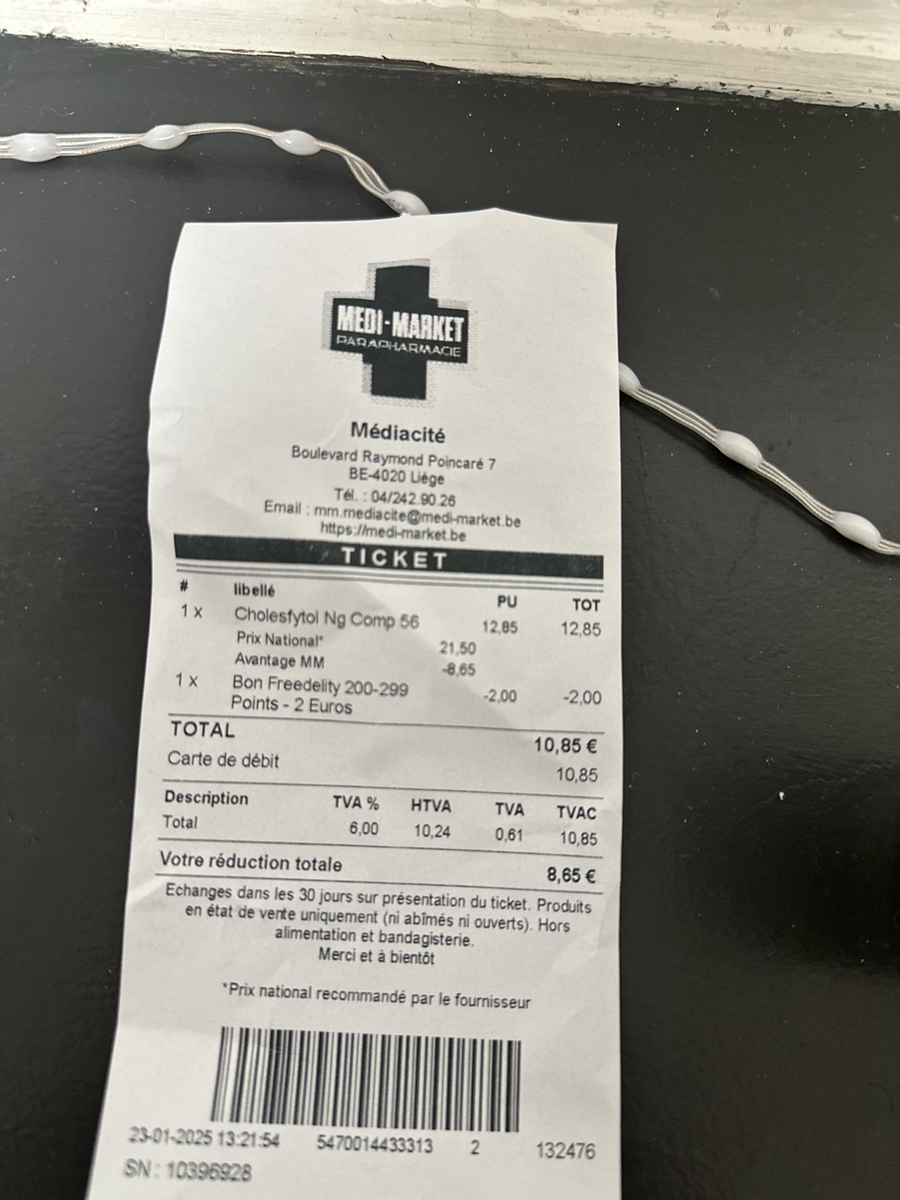 MEDI-MARKET
PARAPHARMACIE
Médiacité
Boulevard Raymond Poincaré 7
BE-4020 Liège
Tél. : 04/242.90.26
Email : mm.mediacite@medi-market.be
https://medi-market.be
TICKET
# libellé PU TOT
1 x Cholesfytol Ng Comp 56 12,85 12,85
Prix National* 21,50
Avantage MM -8,65
1 x Bon Freedelity 200-299 -2,00 -2,00
Points - 2 Euros
TOTAL 10,85 €
Carte de débit 10,85
Description TVA % HTVA TVA TVAC
Total 6,00 10,24 0,61 10,85
Votre réduction totale 8,65 €
Echanges dans les 30 jours sur présentation du ticket. Produits
en état de vente uniquement (ni abîmés ni ouverts). Hors
alimentation et bandagisterie.
Merci et à bientôt
*Prix national recommandé par le fournisseur
23-01-2025 13:21:54 5470014433313 2 132476
SN : 10396928